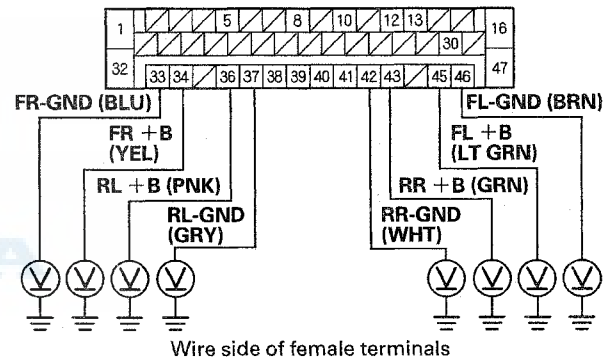 1 5 8 10 12 13 16
30
32 33 34 36 37 38 39 40 41 42 43 45 46 47
FR-GND (BLU)
FL-GND (BRN)
FR +B
(YEL)
FL +B
(LT GRN)
RL +B (PNK)
RR +B (GRN)
RL-GND
(GRY)
RR-GND
(WHT)
V V V V V V V V
Wire side of female terminals